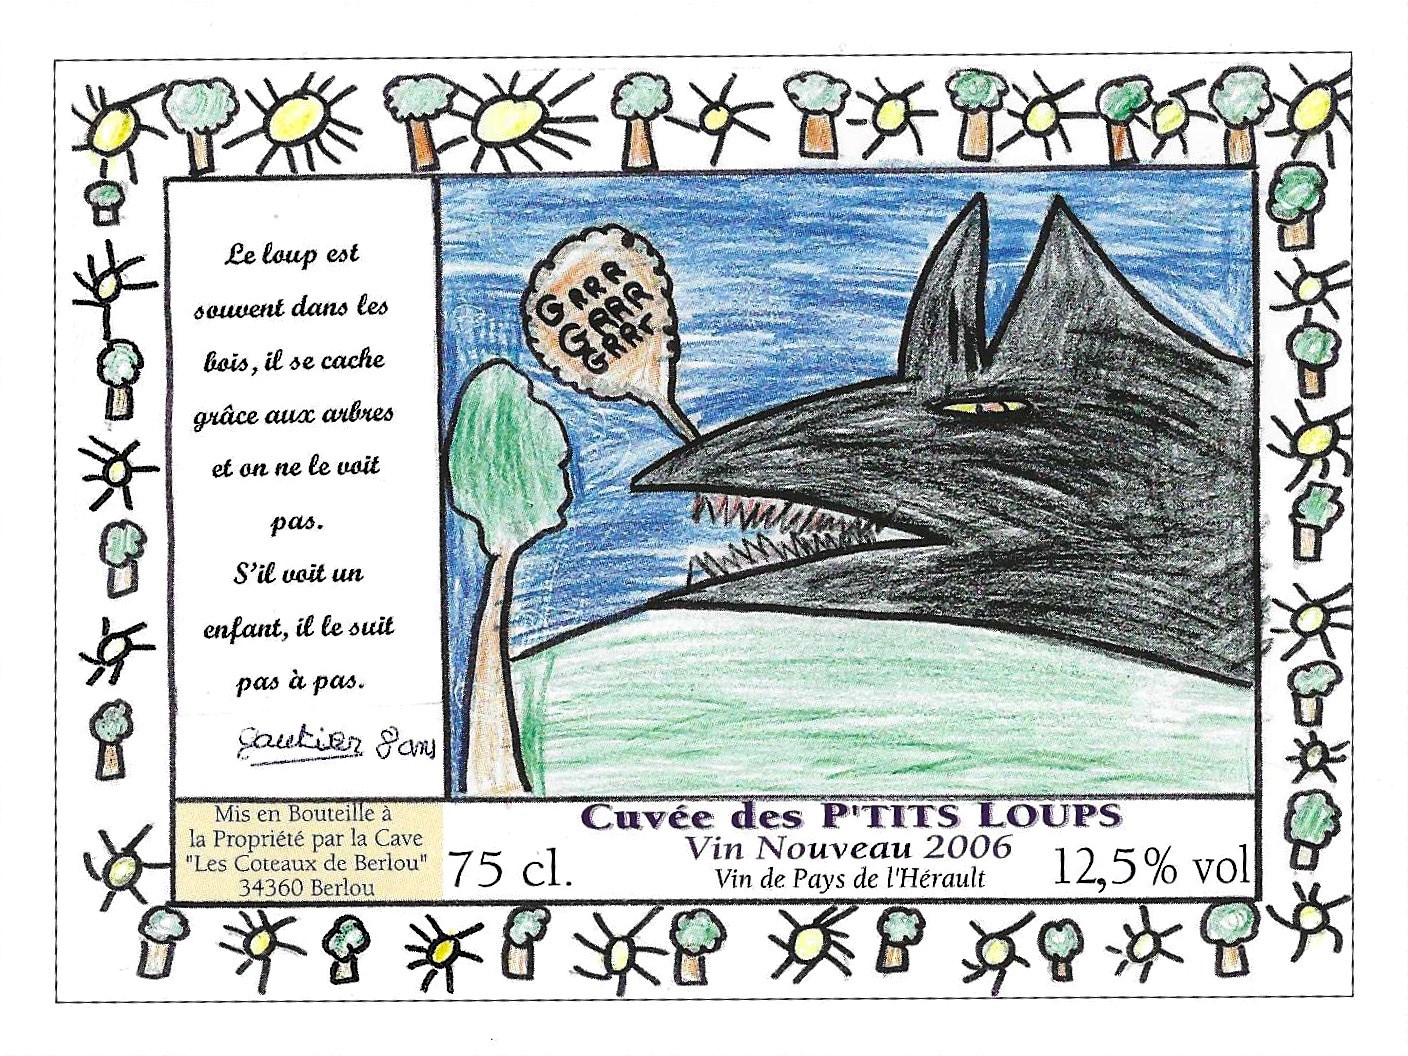 Le loup est
souvent dans les
bois, il se cache
grâce aux arbres
et on ne le voit
pas.
S'il voit un
enfant, il le suit
pas à pas.
gautier 8 ans
GRRR
GRRR
GGRRR
Mis en Bouteille à
la Propriété par la Cave
"Les Coteaux de Berlou"
34360 Berlou
75 cl.
Cuvée des P'TITS LOUPS
Vin Nouveau 2006
Vin de Pays de l'Hérault
12,5% vol